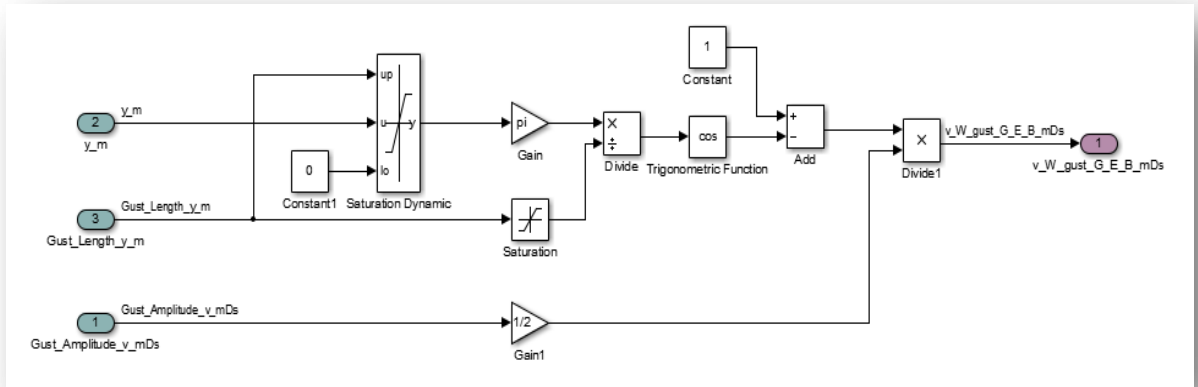 1
Constant
up
2
y_m
y_m
u
y
pi
Gain
×
÷
Divide
cos
Trigonometric Function
+
−
Add
×
Divide1
v_W_gust_G_E_B_mDs
1
v_W_gust_G_E_B_mDs
0
Constant1
lo
Saturation Dynamic
3
Gust_Length_y_m
Gust_Length_y_m
Saturation
1
Gust_Amplitude_v_mDs
Gust_Amplitude_v_mDs
1/2
Gain1